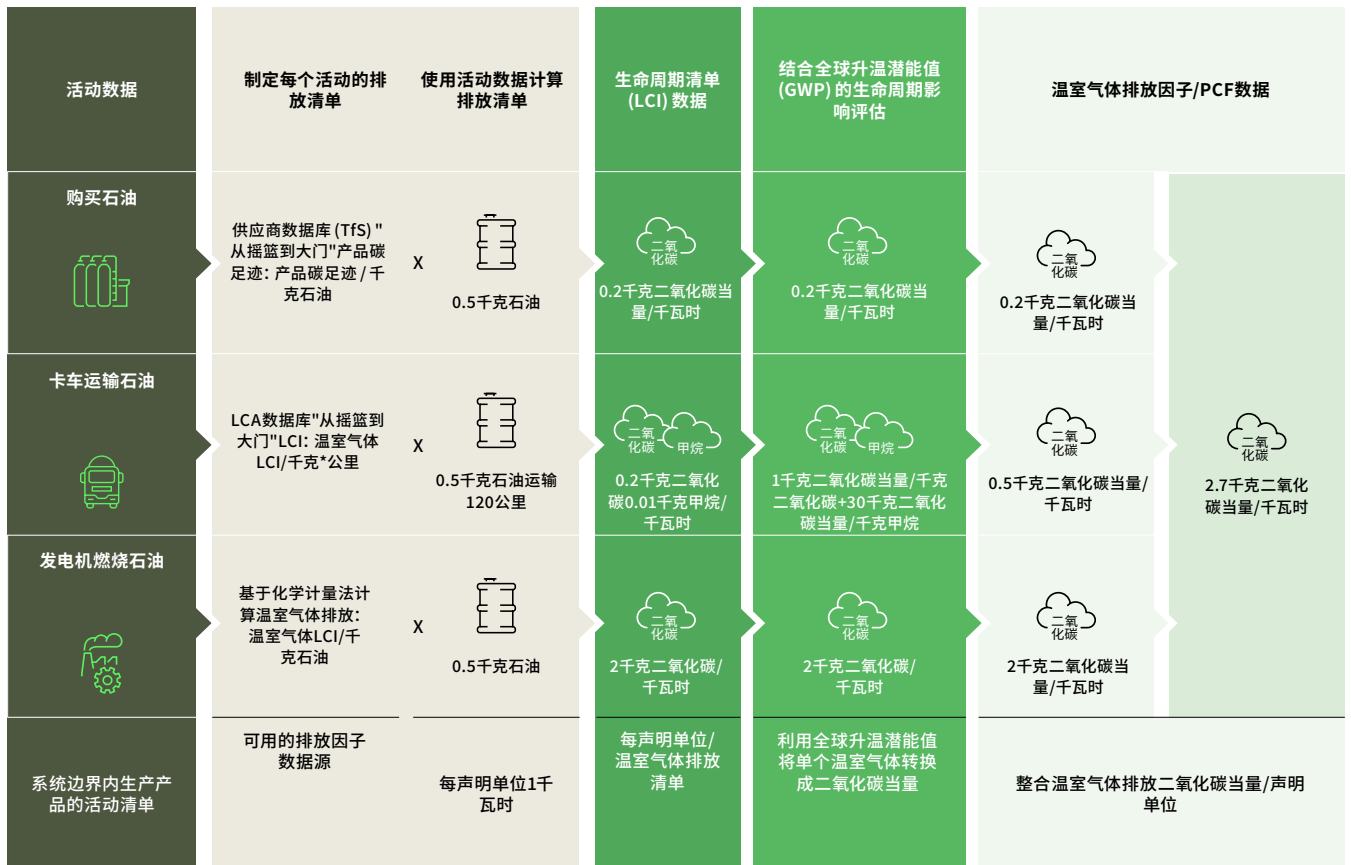 活动数据
制定每个活动的排
放清单
使用活动数据计算
排放清单
生命周期清单
(LCI) 数据
结合全球升温潜能值
(GWP) 的生命周期影
响评估
温室气体排放因子/PCF数据
购买石油
供应商数据库 (TfS) "
从摇篮到大门"产品碳
足迹：产品碳足迹 / 千
克石油
X
0.5千克石油
二氧
化碳
0.2千克二氧化碳当
量/千瓦时
二氧
化碳
0.2千克二氧化碳当
量/千瓦时
二氧
化碳
0.2千克二氧化碳当
量/千瓦时
卡车运输石油
LCA数据库"从摇篮到
大门"LCI：温室气体
LCI/千克*公里
X
0.5千克石油运输
120公里
二氧
化碳
甲烷
0.2千克二氧化
碳0.01千克甲烷/
千瓦时
二氧
化碳
甲烷
1千克二氧化碳当量/千克
二氧化碳+30千克二氧化
碳当量/千克甲烷
二氧
化碳
0.5千克二氧化碳当量/
千瓦时
二氧
化碳
2.7千克二氧化
碳当量/千瓦时
发电机燃烧石油
基于化学计量法计
算温室气体排放：
温室气体LCI/千
克石油
X
0.5千克石油
二氧
化碳
2千克二氧化碳/
千瓦时
二氧
化碳
2千克二氧化碳/
千瓦时
二氧
化碳
2千克二氧化碳当
量/千瓦时
系统边界内生产产
品的活动清单
可用的排放因子
数据源
每声明单位1千
瓦时
每声明单位/
温室气体排放
清单
利用全球升温潜能值
将单个温室气体转换
成二氧化碳当量
整合温室气体排放二氧化碳当量/声明
单位